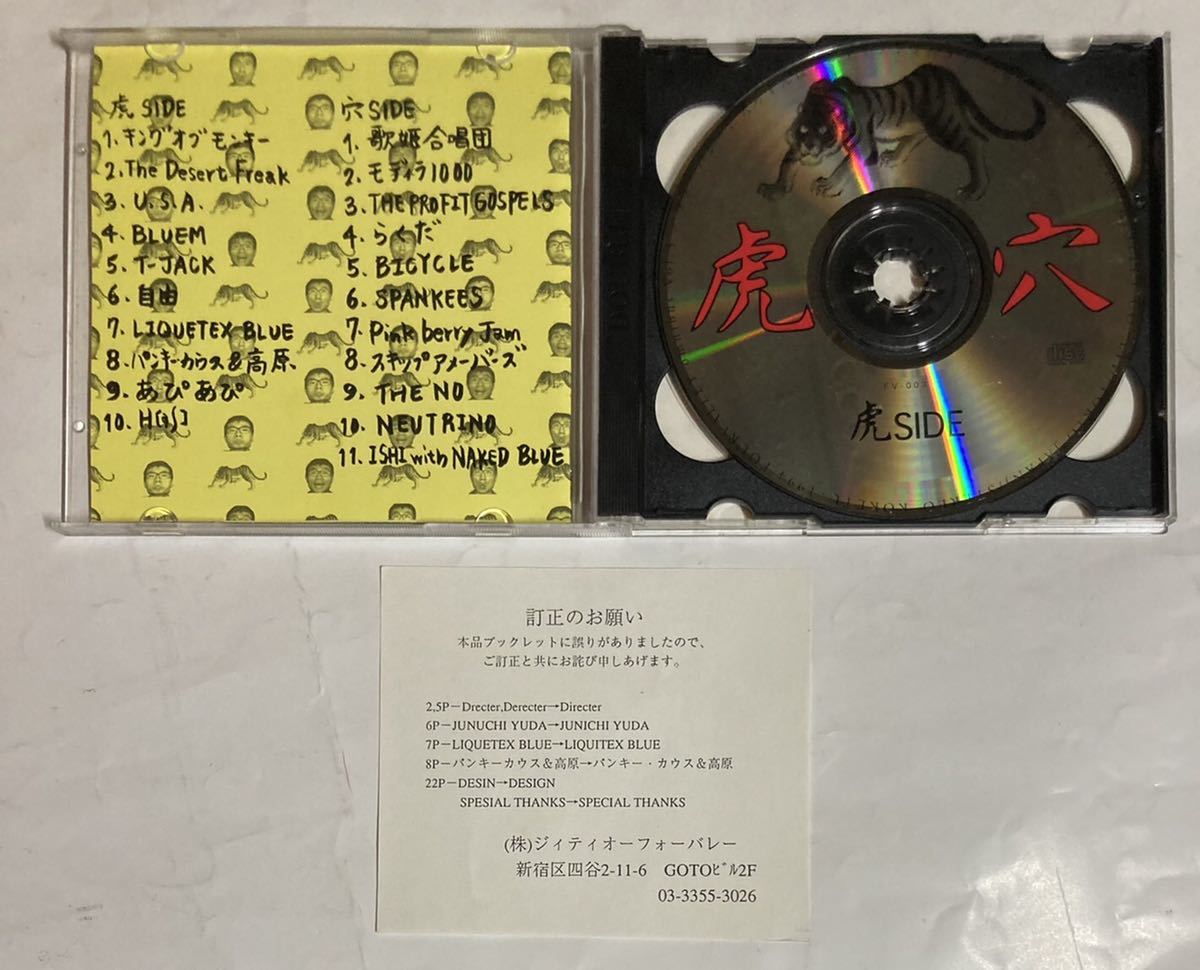 虎 SIDE
1. キングオブモンキー
2. The Desert Freak
3. U.S.A.
4. BLUEM
5. T-JACK
6. 自由
7. LIQUETEX BLUE
8. パンキーカウス&高原
9. あぴあぴ
10. H[aS]
穴 SIDE
1. 歌姫合唱団
2. モディラ1000
3. THE PROFIT GOSPELS
4. らくだ
5. BICYCLE
6. SPANKEES
7. Pink berry Jam
8. スキップアメーバーズ
9. THE NO
10. NEUTRINO
11. ISHI with NAKED BLUE
虎 穴
虎SIDE
訂正のお願い
本品ブックレットに誤りがありましたので、
ご訂正と共にお詫び申しあげます。
2,5P－Drecter,Derecter→Directer
6P－JUNUCHI YUDA→JUNICHI YUDA
7P－LIQUETEX BLUE→LIQUITEX BLUE
8P－パンキーカウス&高原→パンキー・カウス&高原
22P－DESIN→DESIGN
SPESIAL THANKS→SPECIAL THANKS
(株)ジィティオーフォーバレー
新宿区四谷2-11-6 GOTOビル2F
03-3355-3026